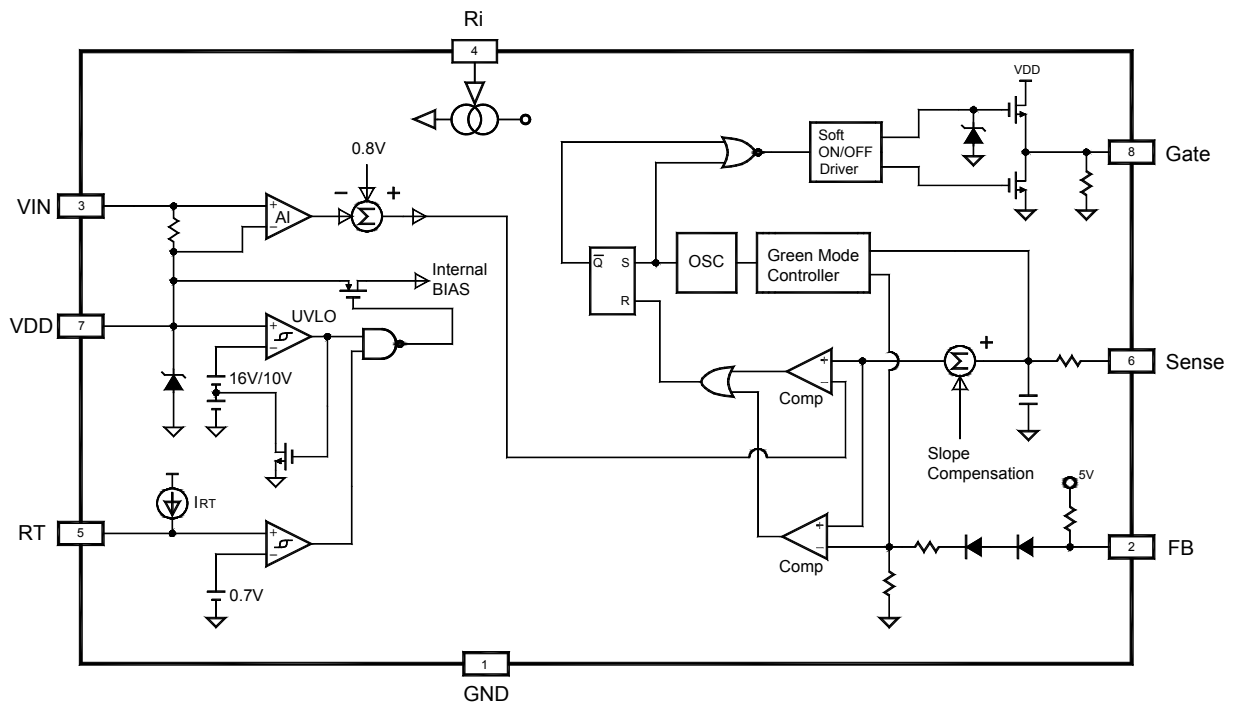 Ri
4
VDD
0.8V
Soft
ON/OFF
Driver
8
Gate
VIN
3
+
−
AI
−
+
Σ
Q̅
S
R
OSC
Green Mode
Controller
Internal
BIAS
VDD
7
+
−
UVLO
16V/10V
+
−
Comp
Σ
+
6
Sense
Slope
Compensation
IRT
5V
RT
5
+
−
0.7V
+
−
Comp
2
FB
1
GND